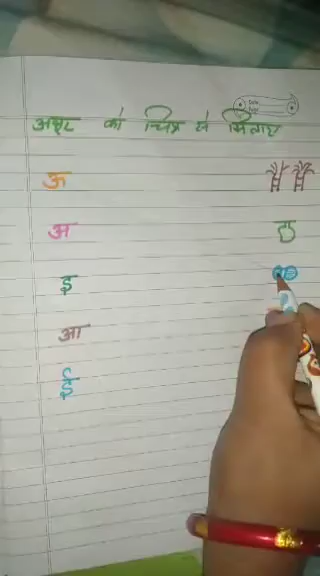 अक्षर को चित्र से मिलाए
ऊ
अ
इ
आ
ई